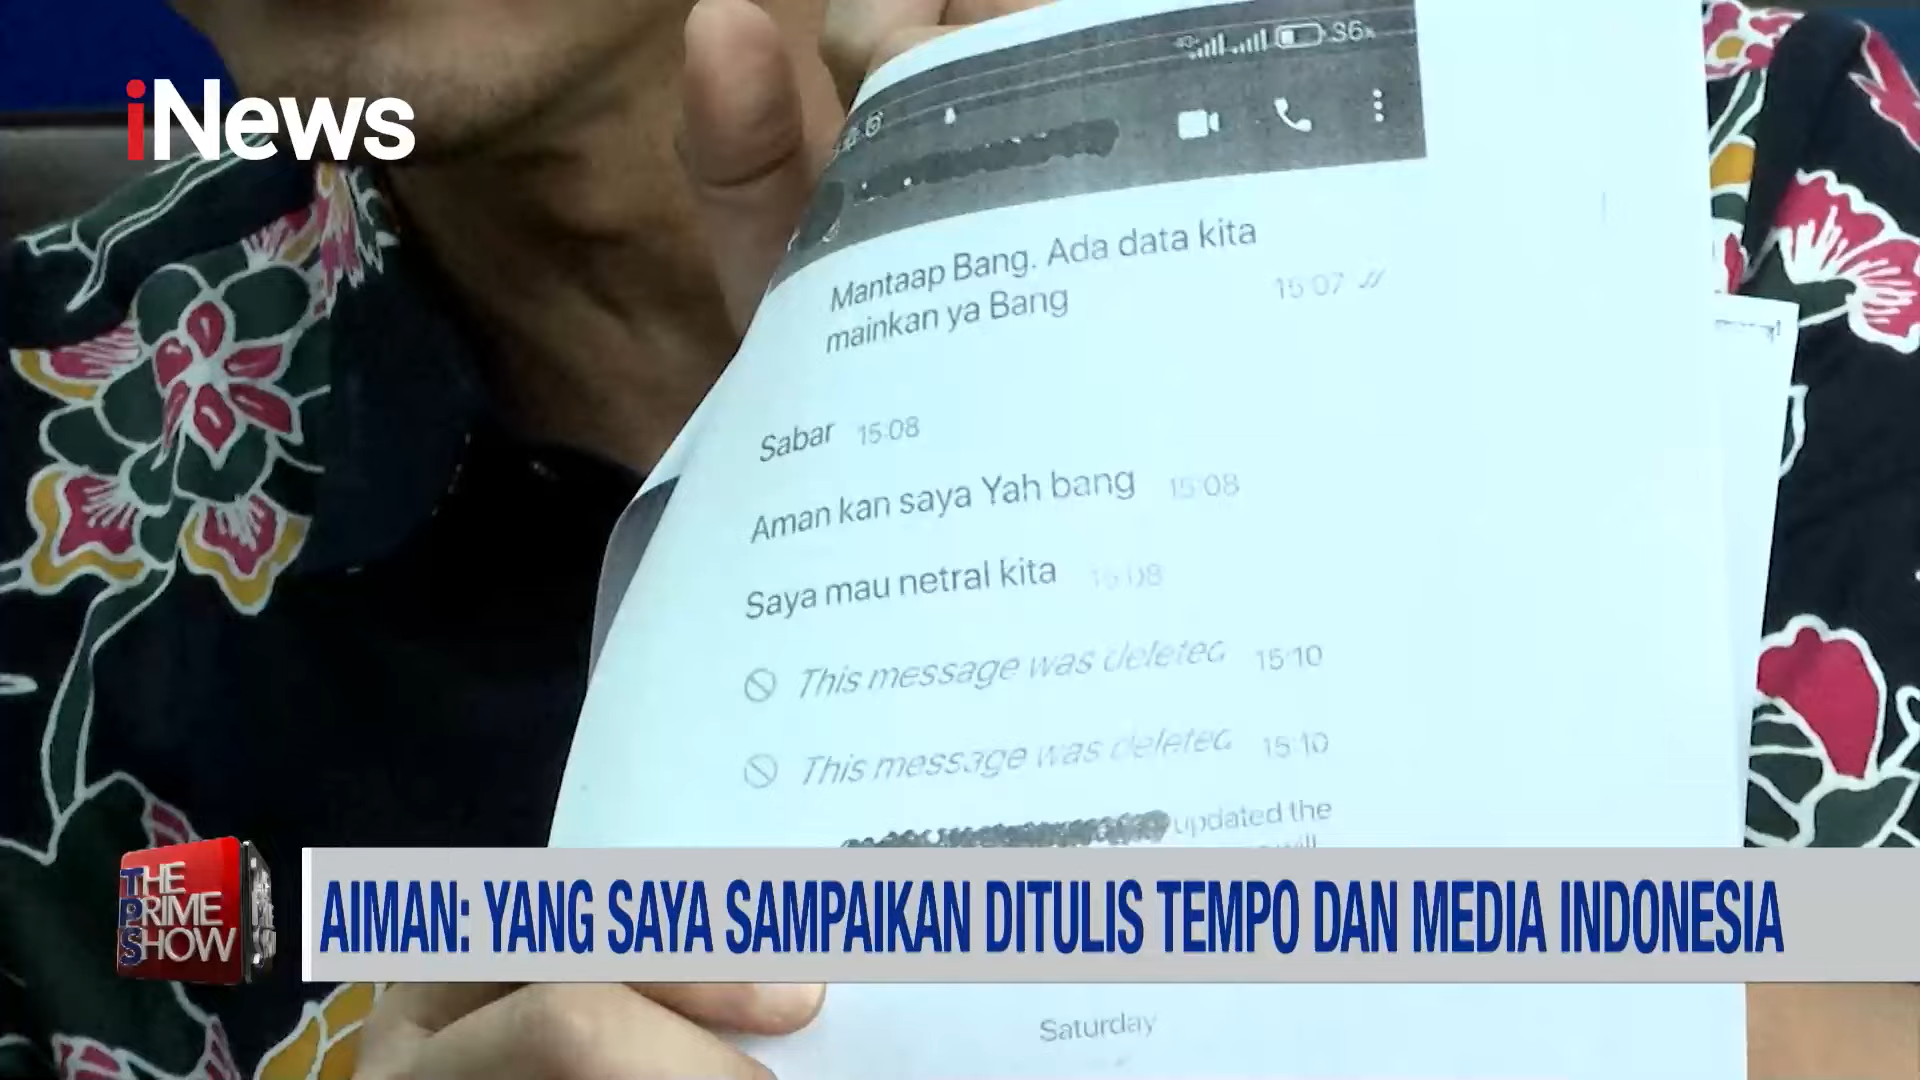 iNews
36%
Mantaap Bang. Ada data kita
mainkan ya Bang
15:07
Sabar 15:08
Aman kan saya Yah bang 15:08
Saya mau netral kita 15:08
This message was deleted 15:10
This message was deleted 15:10
updated the
will
THE
PRIME
SHOW
AIMAN: YANG SAYA SAMPAIKAN DITULIS TEMPO DAN MEDIA INDONESIA
Saturday